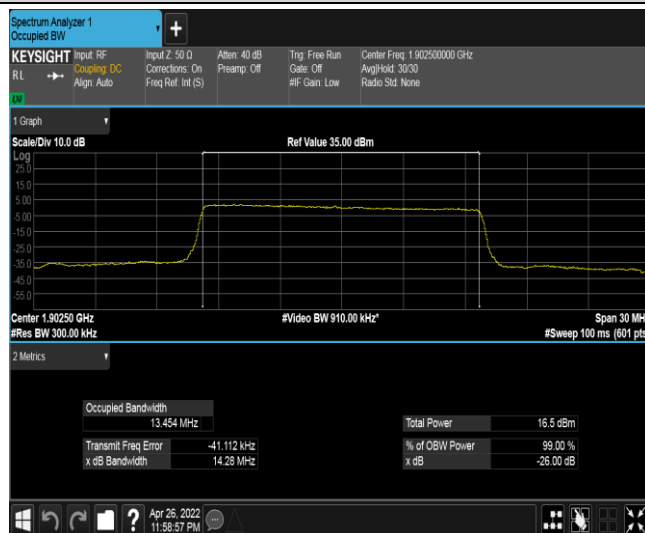 Spectrum Analyzer 1
Occupied BW
+
KEYSIGHT
RL
Input: RF
Coupling: DC
Align: Auto
Input Z: 50 Ω
Corrections: On
Freq Ref: Int (S)
Atten: 40 dB
Preamp: Off
Trig: Free Run
Gate: Off
#IF Gain: Low
Center Freq: 1.902500000 GHz
Avg|Hold: 30/30
Radio Std: None
1 Graph
Scale/Div 10.0 dB
Ref Value 35.00 dBm
Log
25.0
15.0
5.00
-5.00
-15.0
-25.0
-35.0
-45.0
-55.0
Center 1.90250 GHz
#Video BW 910.00 kHz*
Span 30 MH
#Res BW 300.00 kHz
#Sweep 100 ms (601 pts
2 Metrics
Occupied Bandwidth
13.454 MHz
Total Power 16.5 dBm
Transmit Freq Error -41.112 kHz
% of OBW Power 99.00 %
x dB Bandwidth 14.28 MHz
x dB -26.00 dB
?
Apr 26, 2022
11:58:57 PM